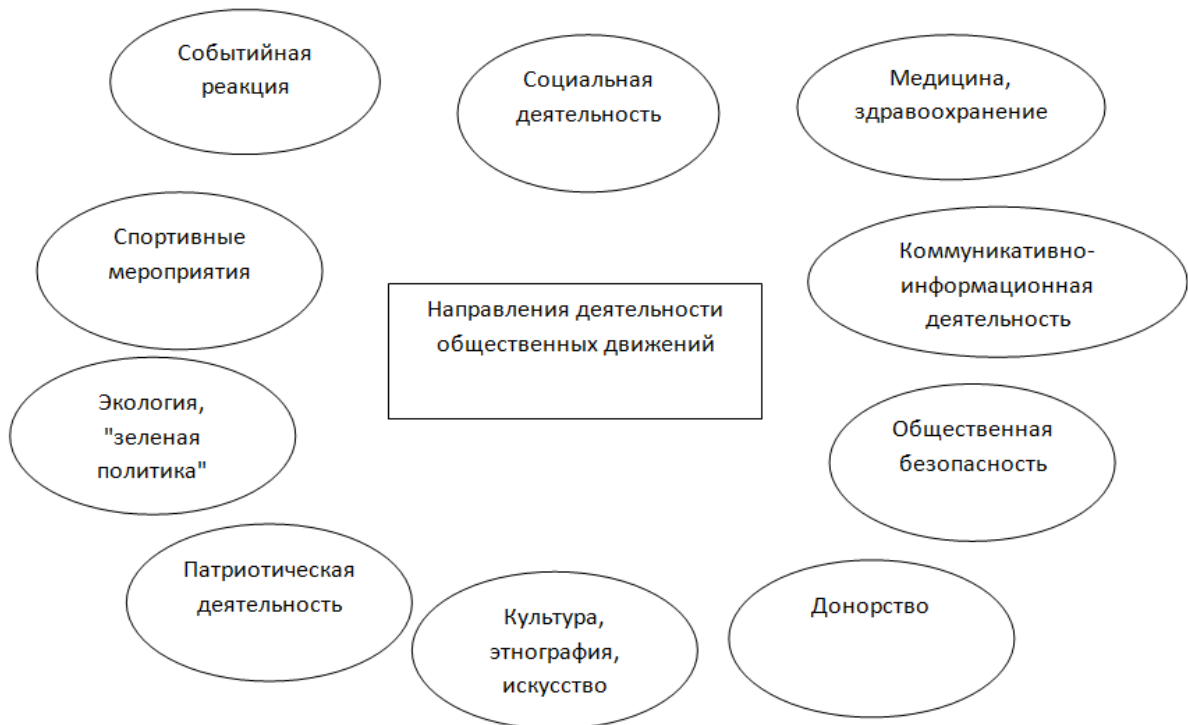 Событийная
реакция
Социальная
деятельность
Медицина,
здравоохранение
Спортивные
мероприятия
Коммуникативно-
информационная
деятельность
Направления деятельности
общественных движений
Экология,
"зеленая
политика"
Общественная
безопасность
Патриотическая
деятельность
Культура,
этнография,
искусство
Донорство